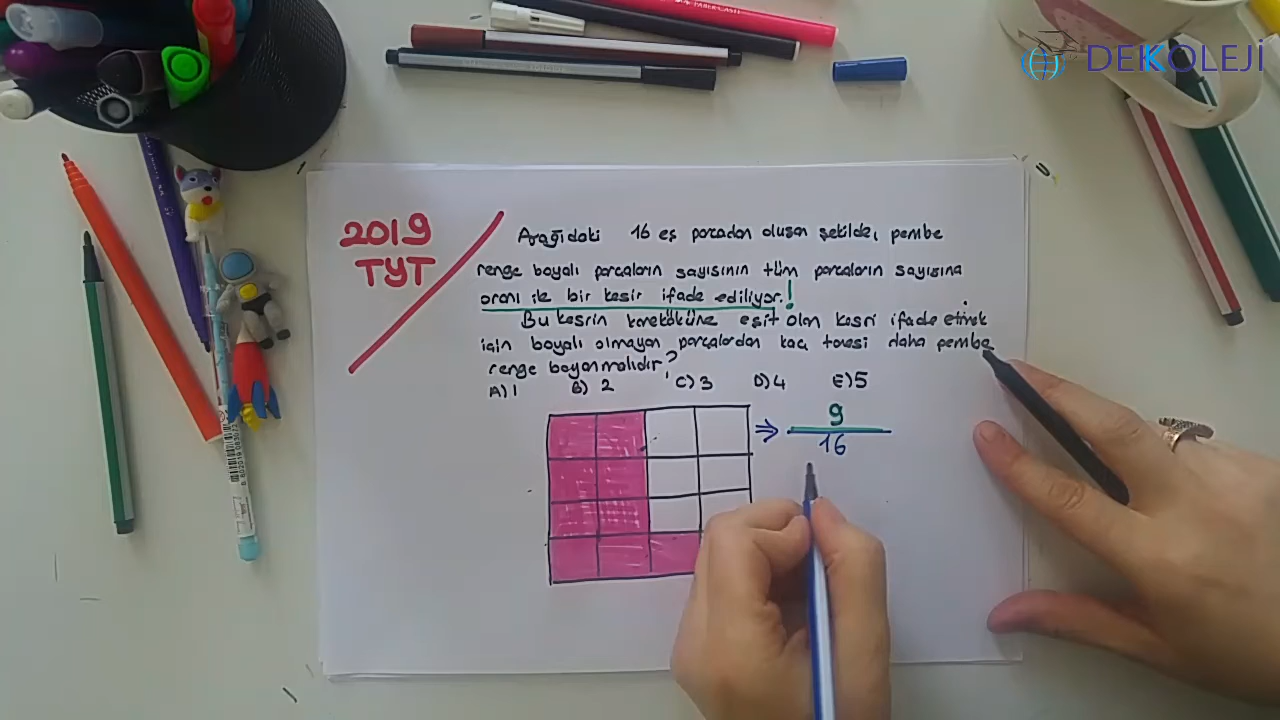 DEKKOLEJİ
2019
TYT
Aşağıdaki 16 eş parçadan oluşan şekilde, pembe
renge boyalı parçaların sayısının tüm parçaların sayısına
oranı ile bir kesir ifade ediliyor.!
Bu kesrin kareköküne eşit olan kesri ifade etmek
için boyalı olmayan parçalardan kaç tanesi daha pembe
renge boyanmalıdır?
A) 1 B) 2 C) 3 D) 4 E) 5
⇒ 9
16